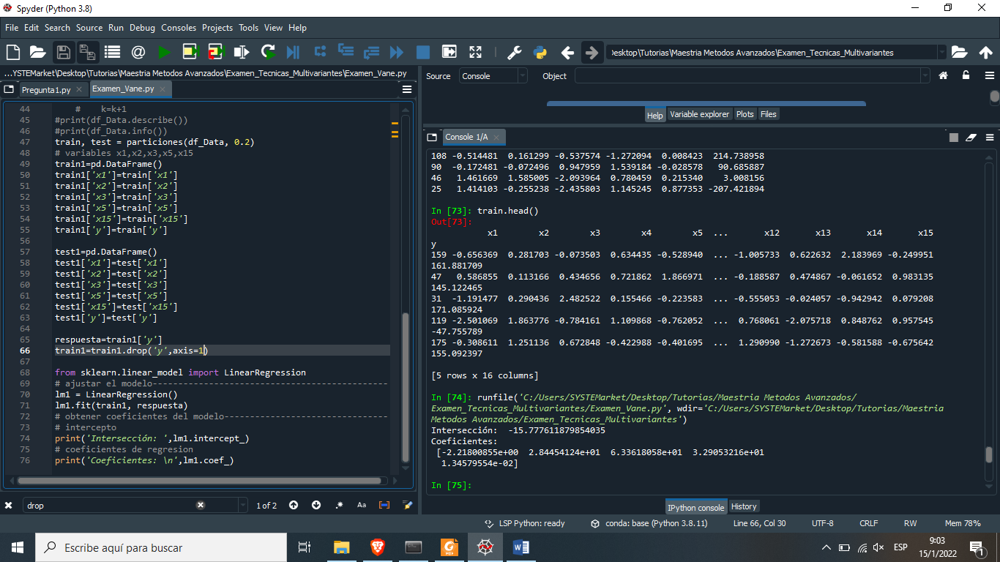 Spyder (Python 3.8)
File Edit Search Source Run Debug Consoles Projects Tools View Help
Desktop\Tutorias\Maestria Metodos Avanzados\Examen_Tecnicas_Multivariantes
...YSTEMarket\Desktop\Tutorias\Maestria Metodos Avanzados\Examen_Tecnicas_Multivariantes\Examen_Vane.py
Pregunta1.py Examen_Vane.py
44 # k=k+1
45 #print(df_Data.describe())
46 #print(df_Data.info())
47 train, test = particiones(df_Data, 0.2)
48 # variables x1,x2,x3,x5,x15
49 train1=pd.DataFrame()
50 train1['x1']=train['x1']
51 train1['x2']=train['x2']
52 train1['x3']=train['x3']
53 train1['x5']=train['x5']
54 train1['x15']=train['x15']
55 train1['y']=train['y']
56
57 test1=pd.DataFrame()
58 test1['x1']=test['x1']
59 test1['x2']=test['x2']
60 test1['x3']=test['x3']
61 test1['x5']=test['x5']
62 test1['x15']=test['x15']
63 test1['y']=test['y']
64
65 respuesta=train1['y']
66 train1=train1.drop('y',axis=1)
67
68 from sklearn.linear_model import LinearRegression
69 # ajustar el modelo----------------------------------------------
70 lm1 = LinearRegression()
71 lm1.fit(train1, respuesta)
72 # obtener coeficientes del modelo--------------------------------
73 # intercepto
74 print('Intersección: ',lm1.intercept_)
75 # coeficientes de regresion
76 print('Coeficientes: \n',lm1.coef_)
drop 1 of 2 .* Aa
Source Console Object
Help Variable explorer Plots Files
Console 1/A
108 -0.514481 0.161299 -0.537574 -1.272094 0.008423 214.738958
90 -0.172481 -0.072496 0.947959 1.539184 -0.028578 90.685887
46 1.461669 1.585005 -2.093964 0.780459 0.215340 3.008156
25 1.414103 -0.255238 -2.435803 1.145245 0.877353 -207.421894
In [73]: train.head()
Out[73]:
x1 x2 x3 x4 x5 ... x12 x13 x14 x15
y
159 -0.656369 0.281703 -0.073503 0.634435 -0.528940 ... -1.005733 0.622632 2.183969 -0.249951
161.881709
47 0.586855 0.113166 0.434656 0.721862 1.866971 ... -0.188587 0.474867 -0.061652 0.983135
145.122465
31 -1.191477 0.290436 2.482522 0.155466 -0.223583 ... -0.555053 -0.024057 -0.942942 0.079208
171.085924
119 -2.501069 1.863776 -0.784161 1.109868 -0.762052 ... 0.768061 -2.075718 0.848762 0.957545
-47.755789
175 -0.308611 1.251136 0.672848 -0.422988 -0.401695 ... 1.290990 -1.272673 -0.581588 -0.675642
155.092397
[5 rows x 16 columns]
In [74]: runfile('C:/Users/SYSTEMarket/Desktop/Tutorias/Maestria Metodos Avanzados/
Examen_Tecnicas_Multivariantes/Examen_Vane.py', wdir='C:/Users/SYSTEMarket/Desktop/Tutorias/Maestria
Metodos Avanzados/Examen_Tecnicas_Multivariantes')
Intersección: -15.777611879854035
Coeficientes:
[-2.21800855e+00 2.84454124e+01 6.33618058e+01 3.29053216e+01
1.34579554e-02]
In [75]:
IPython console History
LSP Python: ready conda: base (Python 3.8.11) Line 66, Col 30 UTF-8 CRLF RW Mem 78%
Escribe aquí para buscar
ESP
9:03
15/1/2022
1